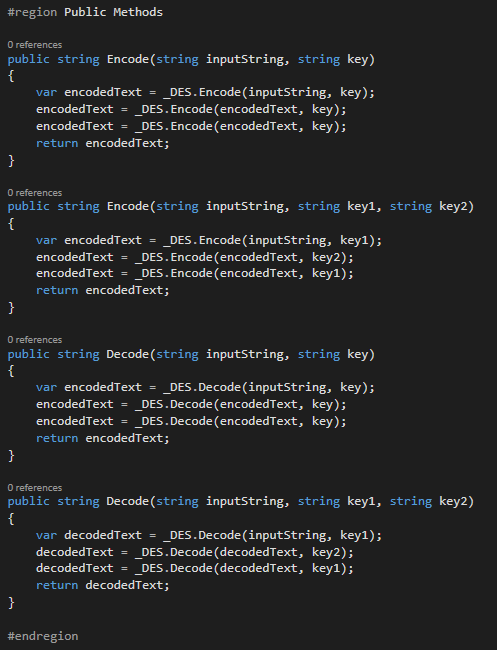 #region Public Methods
0 references
public string Encode(string inputString, string key)
{
var encodedText = _DES.Encode(inputString, key);
encodedText = _DES.Encode(encodedText, key);
encodedText = _DES.Encode(encodedText, key);
return encodedText;
}
0 references
public string Encode(string inputString, string key1, string key2)
{
var encodedText = _DES.Encode(inputString, key1);
encodedText = _DES.Encode(encodedText, key2);
encodedText = _DES.Encode(encodedText, key1);
return encodedText;
}
0 references
public string Decode(string inputString, string key)
{
var encodedText = _DES.Decode(inputString, key);
encodedText = _DES.Decode(encodedText, key);
encodedText = _DES.Decode(encodedText, key);
return encodedText;
}
0 references
public string Decode(string inputString, string key1, string key2)
{
var decodedText = _DES.Decode(inputString, key1);
decodedText = _DES.Decode(decodedText, key2);
decodedText = _DES.Decode(decodedText, key1);
return decodedText;
}
#endregion